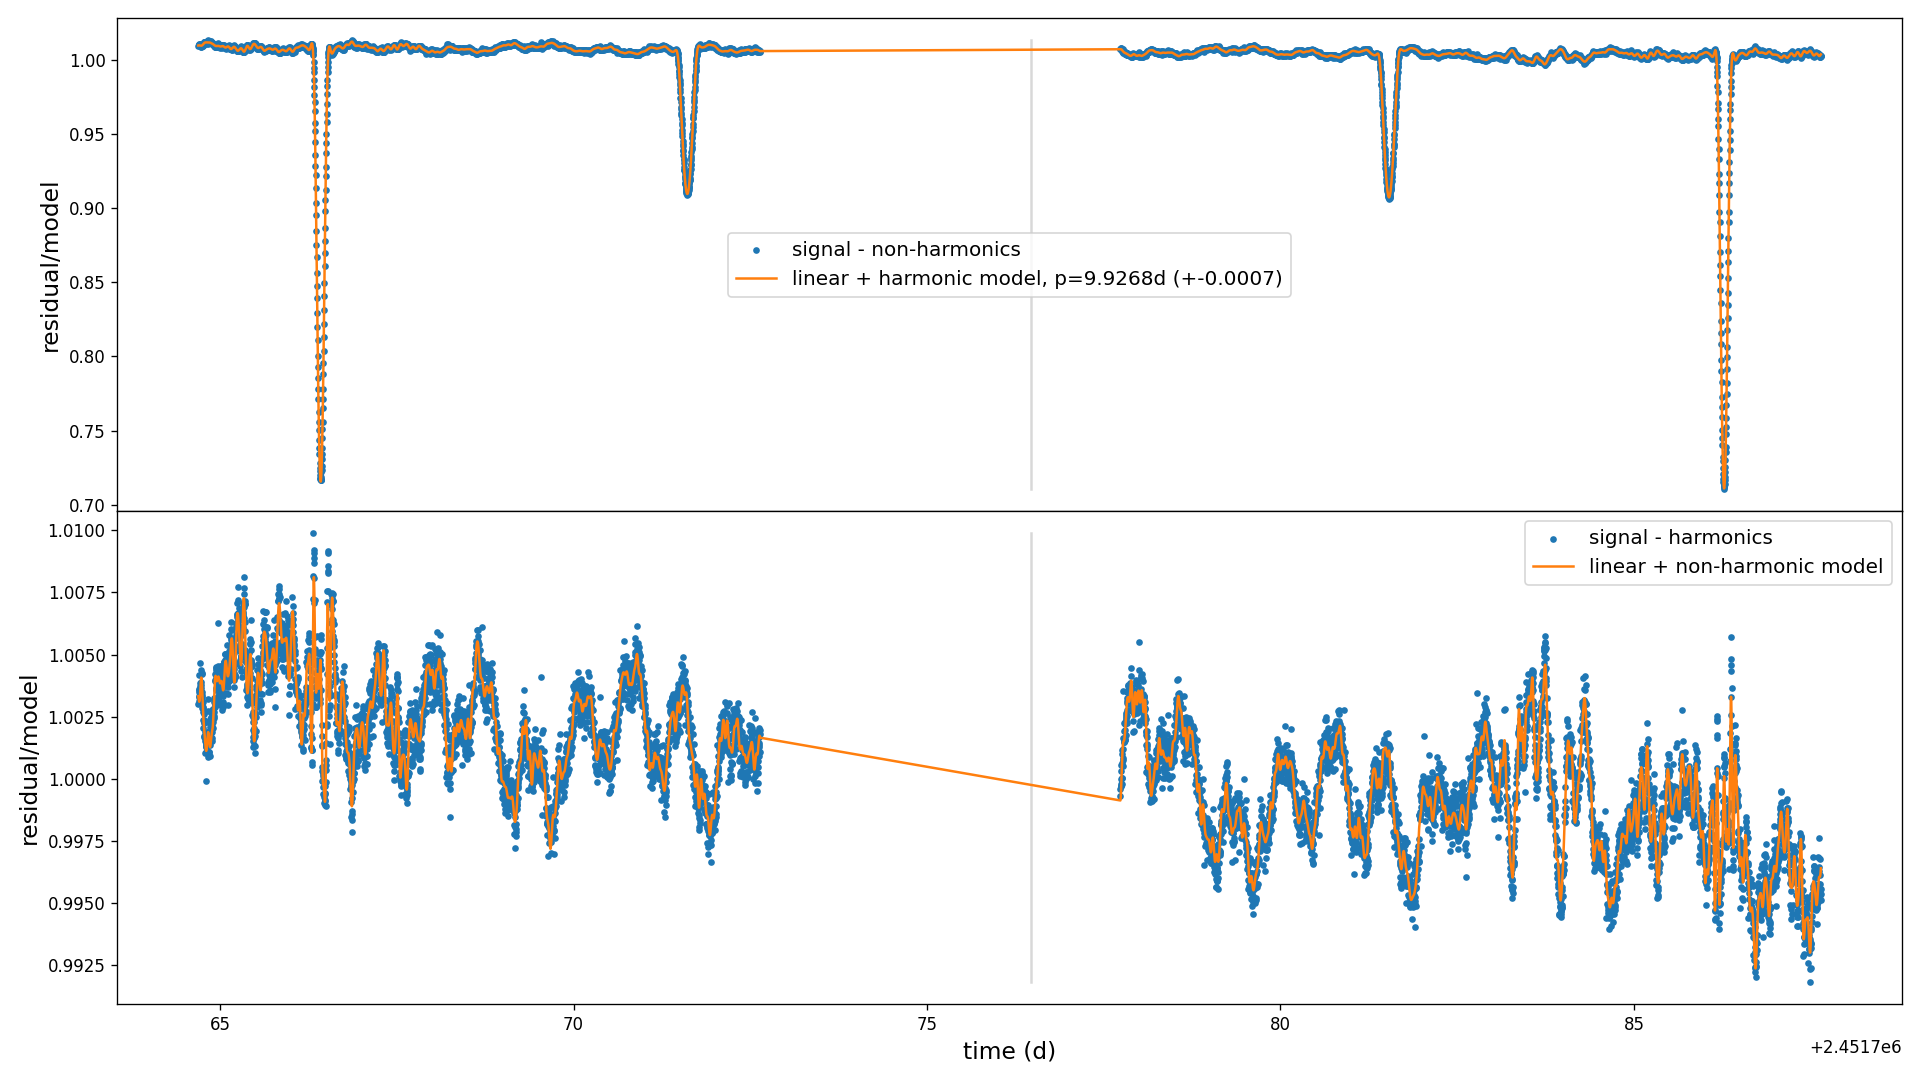 1.00
0.95
0.90
0.85
0.80
0.75
0.70
residual/model
signal - non-harmonics
linear + harmonic model, p=9.9268d (+-0.0007)
1.0100
1.0075
1.0050
1.0025
1.0000
0.9975
0.9950
0.9925
residual/model
signal - harmonics
linear + non-harmonic model
65
70
75
80
85
time (d)
+2.4517e6